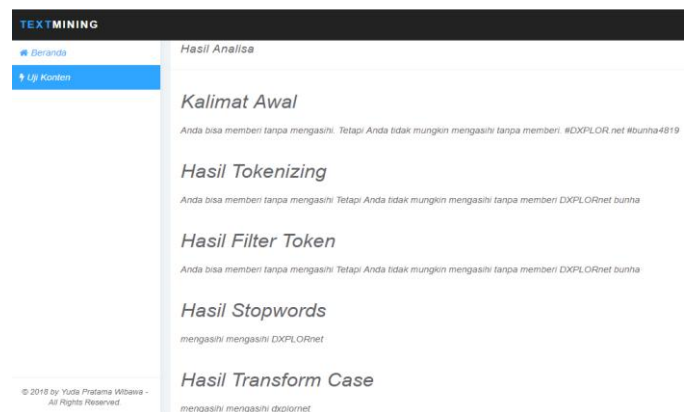 TEXTMINING
Beranda
Uji Konten
Hasil Analisa
Kalimat Awal
Anda bisa memberi tanpa mengasihi. Tetapi Anda tidak mungkin mengasihi tanpa memberi. #DXPLOR.net #bunha4819
Hasil Tokenizing
Anda bisa memberi tanpa mengasihi Tetapi Anda tidak mungkin mengasihi tanpa memberi DXPLORnet bunha
Hasil Filter Token
Anda bisa memberi tanpa mengasihi Tetapi Anda tidak mungkin mengasihi tanpa memberi DXPLORnet bunha
Hasil Stopwords
mengasihi mengasihi DXPLORnet
Hasil Transform Case
mengasihi mengasihi dxplornet
© 2018 by Yuda Pratama Wibawa -
All Rights Reserved.